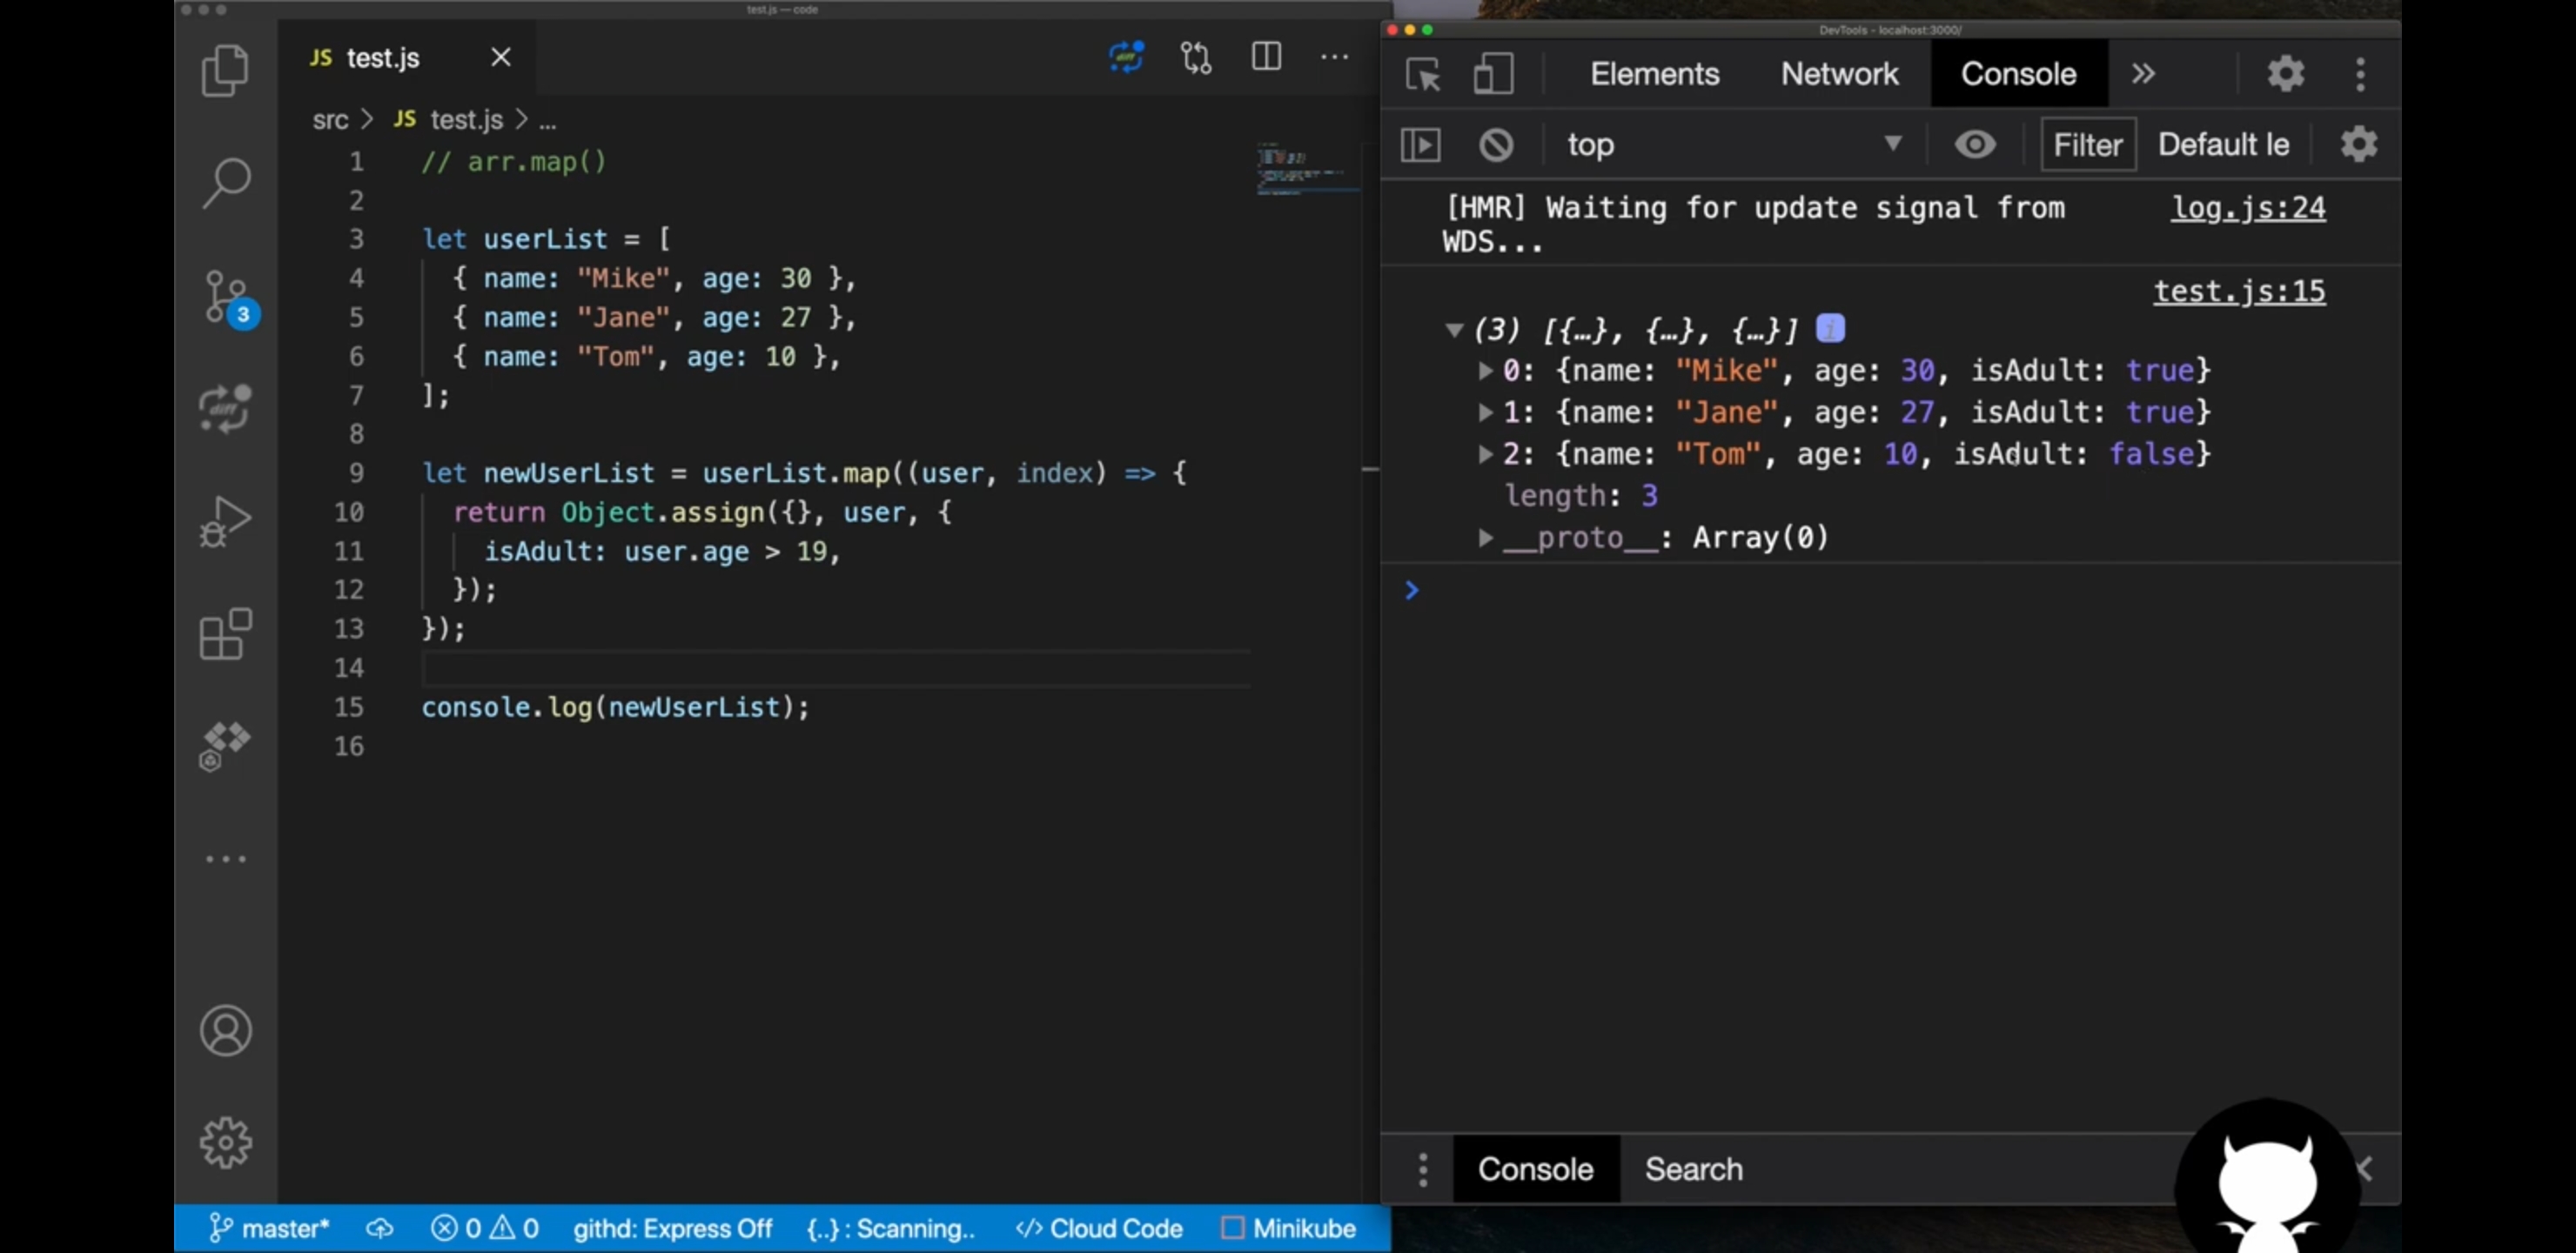 test.js — code
JS test.js
src > JS test.js > ...
1 // arr.map()
2
3 let userList = [
4 { name: "Mike", age: 30 },
5 { name: "Jane", age: 27 },
6 { name: "Tom", age: 10 },
7 ];
8
9 let newUserList = userList.map((user, index) => {
10 return Object.assign({}, user, {
11 isAdult: user.age > 19,
12 });
13 });
14
15 console.log(newUserList);
16
3
diff
diff
master* 0 0 githd: Express Off {..} : Scanning.. </> Cloud Code Minikube
DevTools - localhost:3000/
Elements Network Console »
top Filter Default le
[HMR] Waiting for update signal from log.js:24
WDS...
test.js:15
(3) [{…}, {…}, {…}] i
0: {name: "Mike", age: 30, isAdult: true}
1: {name: "Jane", age: 27, isAdult: true}
2: {name: "Tom", age: 10, isAdult: false}
length: 3
__proto__: Array(0)
>
Console Search